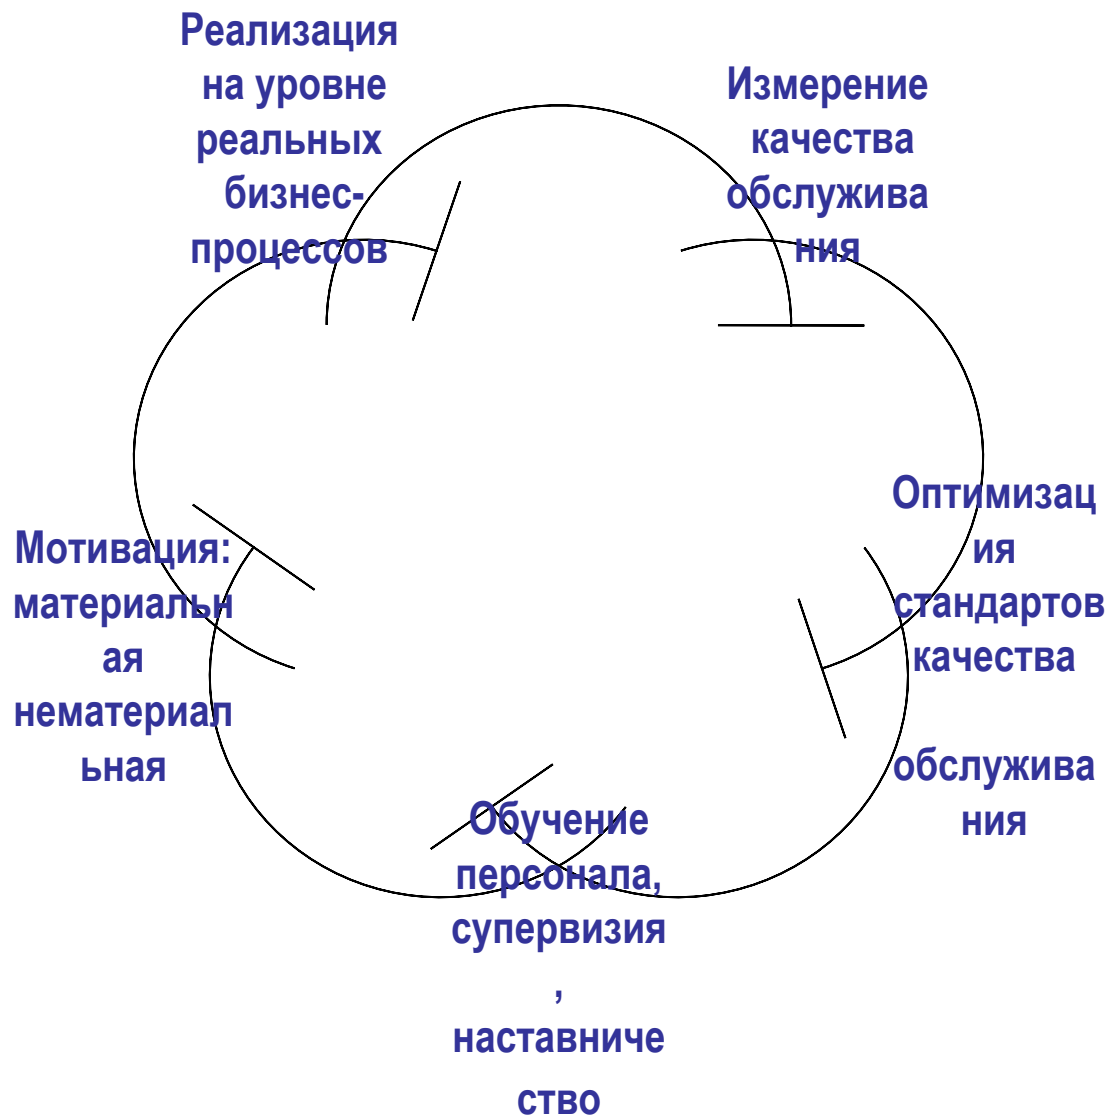 Реализация
на уровне
реальных
бизнес-
процессов
Измерение
качества
обслужива
ния
Оптимизац
ия
стандартов
качества
обслужива
ния
Обучение
персонала,
супервизия
,
наставниче
ство
Мотивация:
материальн
ая
нематериал
ьная